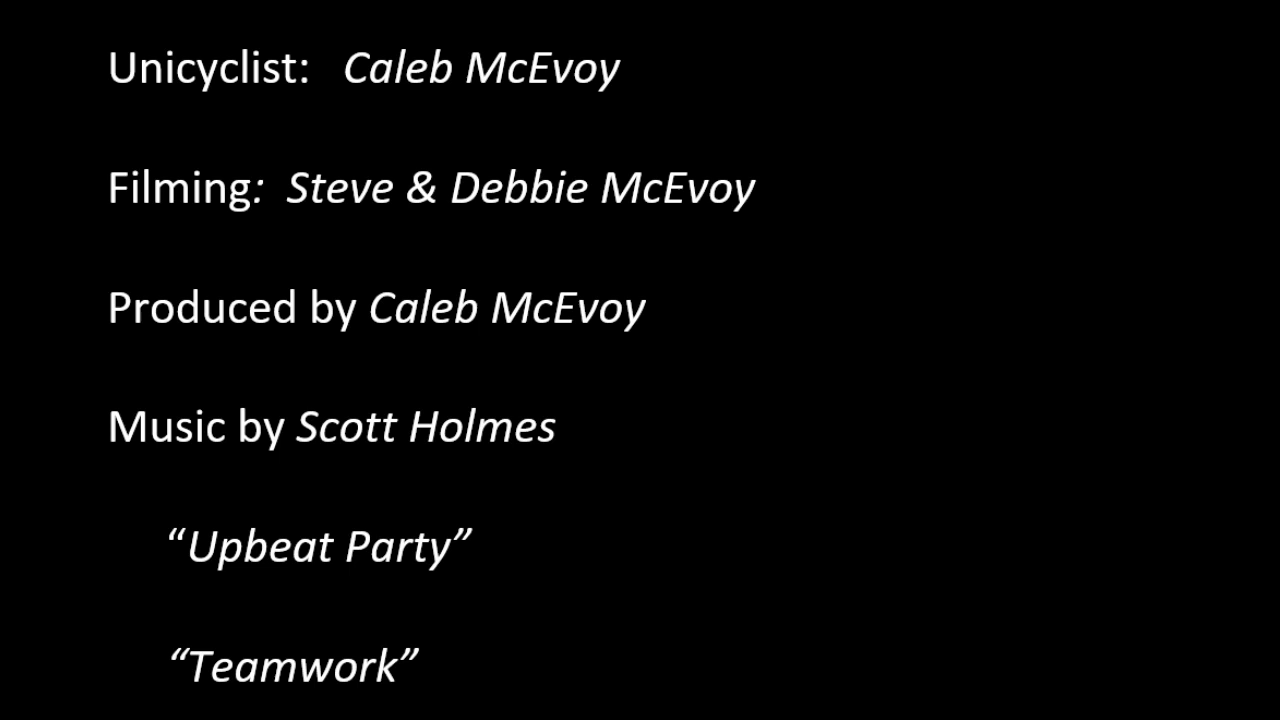 Unicyclist: Caleb McEvoy
Filming: Steve & Debbie McEvoy
Produced by Caleb McEvoy
Music by Scott Holmes
“Upbeat Party”
“Teamwork”